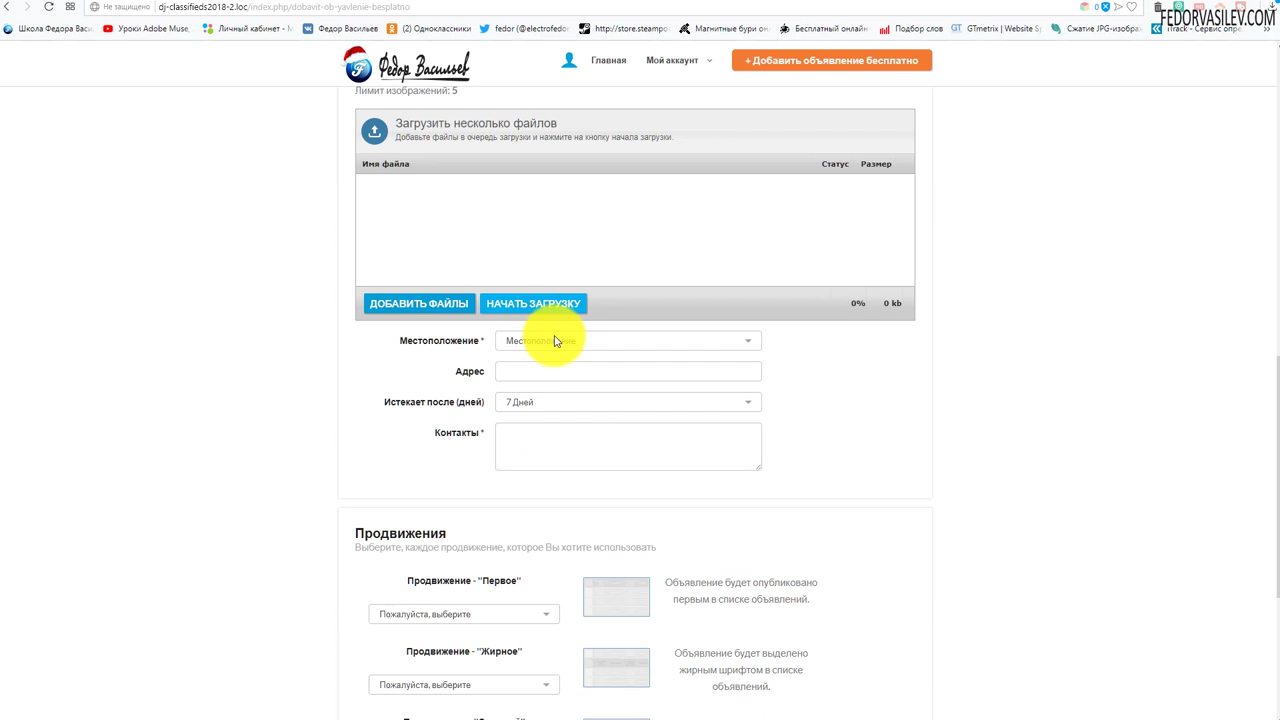 Не защищено dj-classifieds2018-2.loc/index.php/dobavit-ob-yavlenie-besplatno
FEDORVASILEV.COM
Школа Федора Васи. Уроки Adobe Muse, Личный кабинет - М Федор Васильев Одноклассники fedor (@electrofedor http://store.steampo Магнитные бури он Бесплатный онлайн Подбор слов GTmetrix | Website S Сжатие JPG-изобра iTrack - Сервис опре
Федор Васильев
Главная Мой аккаунт + Добавить объявление бесплатно
Лимит изображений: 5
Загрузить несколько файлов
Добавьте файлы в очередь загрузки и нажмите на кнопку начала загрузки.
Имя файла Статус Размер
ДОБАВИТЬ ФАЙЛЫ НАЧАТЬ ЗАГРУЗКУ 0% 0 kb
Местоположение * Местоположение
Адрес
Истекает после (дней) 7 Дней
Контакты *
Продвижения
Выберите, каждое продвижение, которое Вы хотите использовать
Продвижение - "Первое"
Объявление будет опубликовано
первым в списке объявлений.
Пожалуйста, выберите
Продвижение - "Жирное"
Объявление будет выделено
жирным шрифтом в списке
объявлений.
Пожалуйста, выберите